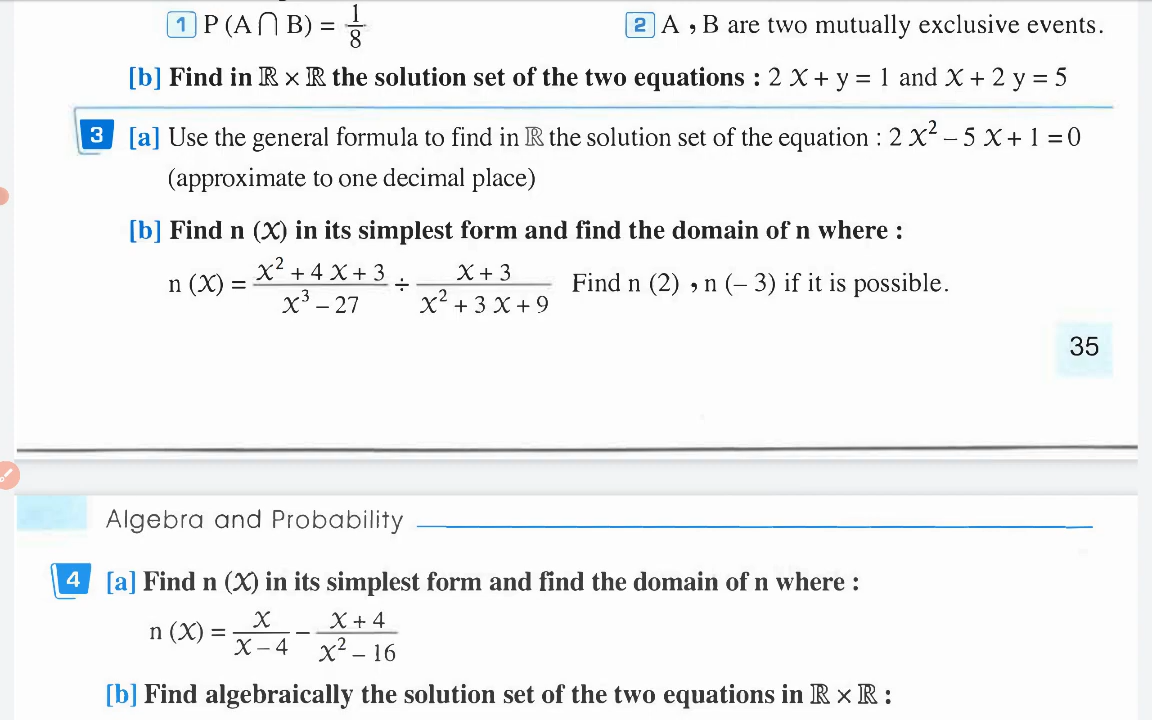 1 P (A ∩ B) = 1/8
2 A , B are two mutually exclusive events.
[b] Find in ℝ × ℝ the solution set of the two equations : 2 X + y = 1 and X + 2 y = 5
3 [a] Use the general formula to find in ℝ the solution set of the equation : 2 X² – 5 X + 1 = 0
(approximate to one decimal place)
[b] Find n (X) in its simplest form and find the domain of n where :
n (X) = (X² + 4 X + 3)/(X³ – 27) ÷ (X + 3)/(X² + 3 X + 9) Find n (2) , n (– 3) if it is possible.
35
Algebra and Probability
4 [a] Find n (X) in its simplest form and find the domain of n where :
n (X) = X/(X – 4) – (X + 4)/(X² – 16)
[b] Find algebraically the solution set of the two equations in ℝ × ℝ :